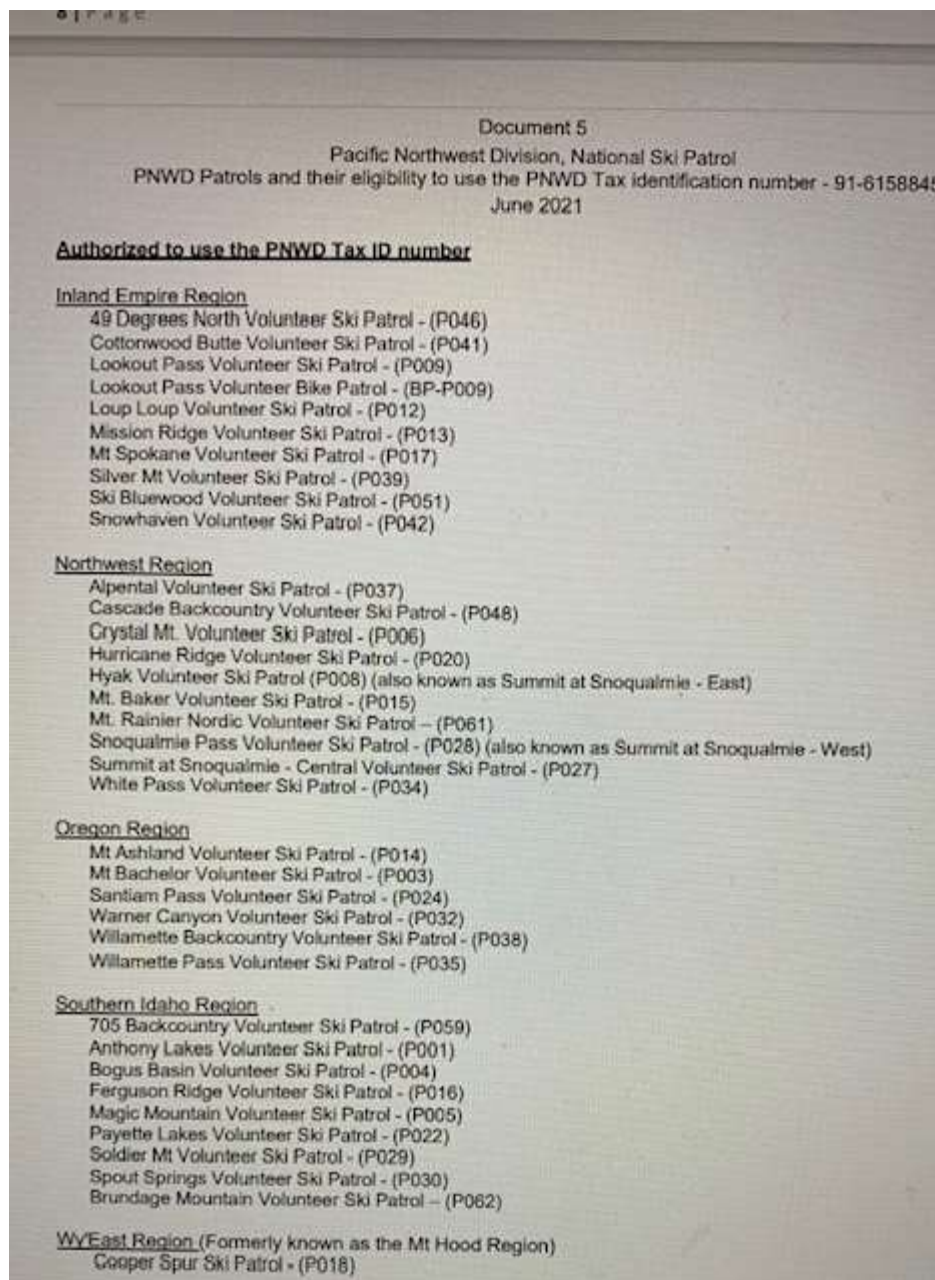 8 | P a g e
Document 5
Pacific Northwest Division, National Ski Patrol
PNWD Patrols and their eligibility to use the PNWD Tax identification number - 91-6158845
June 2021
Authorized to use the PNWD Tax ID number
Inland Empire Region
49 Degrees North Volunteer Ski Patrol - (P046)
Cottonwood Butte Volunteer Ski Patrol - (P041)
Lookout Pass Volunteer Ski Patrol - (P009)
Lookout Pass Volunteer Bike Patrol - (BP-P009)
Loup Loup Volunteer Ski Patrol - (P012)
Mission Ridge Volunteer Ski Patrol - (P013)
Mt Spokane Volunteer Ski Patrol - (P017)
Silver Mt Volunteer Ski Patrol - (P039)
Ski Bluewood Volunteer Ski Patrol - (P051)
Snowhaven Volunteer Ski Patrol - (P042)
Northwest Region
Alpental Volunteer Ski Patrol - (P037)
Cascade Backcountry Volunteer Ski Patrol - (P048)
Crystal Mt. Volunteer Ski Patrol - (P006)
Hurricane Ridge Volunteer Ski Patrol - (P020)
Hyak Volunteer Ski Patrol (P008) (also known as Summit at Snoqualmie - East)
Mt. Baker Volunteer Ski Patrol - (P015)
Mt. Rainier Nordic Volunteer Ski Patrol – (P061)
Snoqualmie Pass Volunteer Ski Patrol - (P028) (also known as Summit at Snoqualmie - West)
Summit at Snoqualmie - Central Volunteer Ski Patrol - (P027)
White Pass Volunteer Ski Patrol - (P034)
Oregon Region
Mt Ashland Volunteer Ski Patrol - (P014)
Mt Bachelor Volunteer Ski Patrol - (P003)
Santiam Pass Volunteer Ski Patrol - (P024)
Warner Canyon Volunteer Ski Patrol - (P032)
Willamette Backcountry Volunteer Ski Patrol - (P038)
Willamette Pass Volunteer Ski Patrol - (P035)
Southern Idaho Region
705 Backcountry Volunteer Ski Patrol - (P059)
Anthony Lakes Volunteer Ski Patrol - (P001)
Bogus Basin Volunteer Ski Patrol - (P004)
Ferguson Ridge Volunteer Ski Patrol - (P016)
Magic Mountain Volunteer Ski Patrol - (P005)
Payette Lakes Volunteer Ski Patrol - (P022)
Soldier Mt Volunteer Ski Patrol - (P029)
Spout Springs Volunteer Ski Patrol - (P030)
Brundage Mountain Volunteer Ski Patrol – (P062)
Wy'East Region (Formerly known as the Mt Hood Region)
Cooper Spur Ski Patrol - (P018)